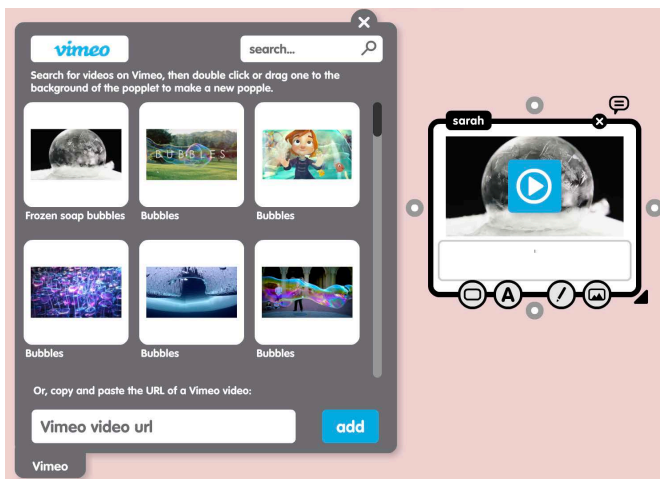 vimeo
search...
Search for videos on Vimeo, then double click or drag one to the
background of the popplet to make a new popple.
BUBBLES
Frozen soap bubbles
Bubbles
Bubbles
Bubbles
Bubbles
Bubbles
Or, copy and paste the URL of a Vimeo video:
Vimeo video url
add
Vimeo
sarah
A